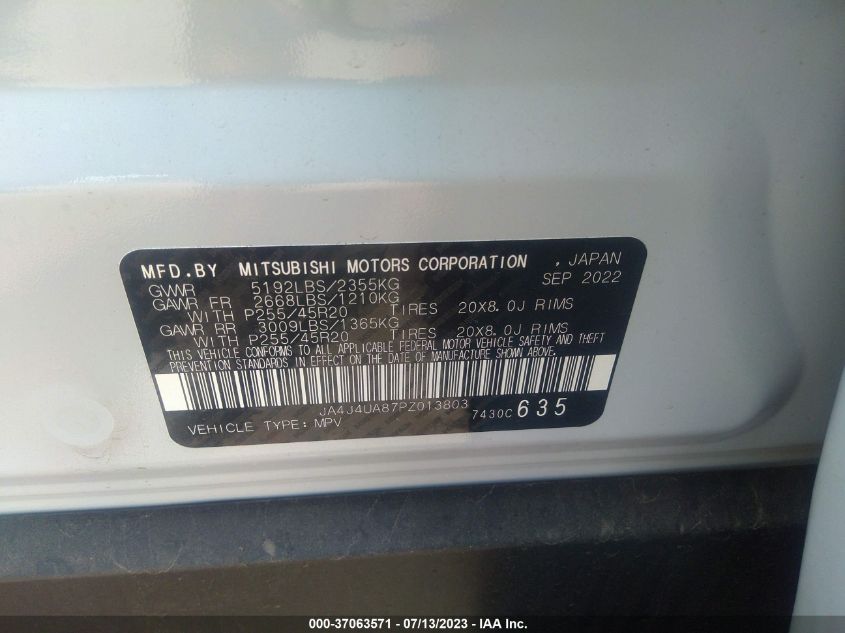 MFD.BY MITSUBISHI MOTORS CORPORATION , JAPAN
GVWR 5192LBS/2355KG SEP 2022
GAWR FR 2668LBS/1210KG
WITH P255/45R20 TIRES 20X8.0J RIMS
GAWR RR 3009LBS/1365KG
WITH P255/45R20 TIRES 20X8.0J RIMS
THIS VEHICLE CONFORMS TO ALL APPLICABLE FEDERAL MOTOR VEHICLE SAFETY AND THEFT
PREVENTION STANDARDS IN EFFECT ON THE DATE OF MANUFACTURE SHOWN ABOVE.
JA4J4UA87PZ013803
VEHICLE TYPE: MPV 7430C 635
000-37063571 / 07/13/2023 - IAA Inc.